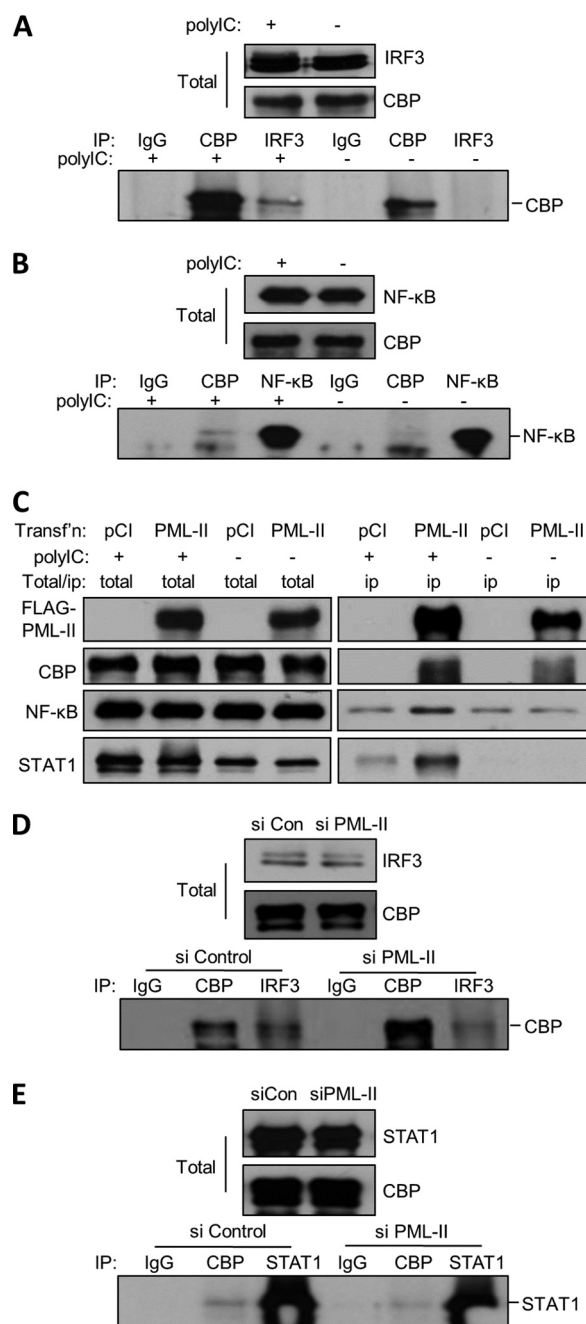 A
polyIC: + -
Total
IRF3
CBP
IP: IgG CBP IRF3 IgG CBP IRF3
polyIC: + + + - - -
CBP
B
polyIC: + -
Total
NF-κB
CBP
IP: IgG CBP NF-κB IgG CBP NF-κB
polyIC: + + + - - -
NF-κB
C
Transf'n: pCI PML-II pCI PML-II pCI PML-II pCI PML-II
polyIC: + + - - + + - -
Total/ip: total total total total ip ip ip ip
FLAG-
PML-II
CBP
NF-κB
STAT1
D
si Con si PML-II
Total
IRF3
CBP
si Control si PML-II
IP: IgG CBP IRF3 IgG CBP IRF3
CBP
E
siCon siPML-II
Total
STAT1
CBP
si Control si PML-II
IP: IgG CBP STAT1 IgG CBP STAT1
STAT1